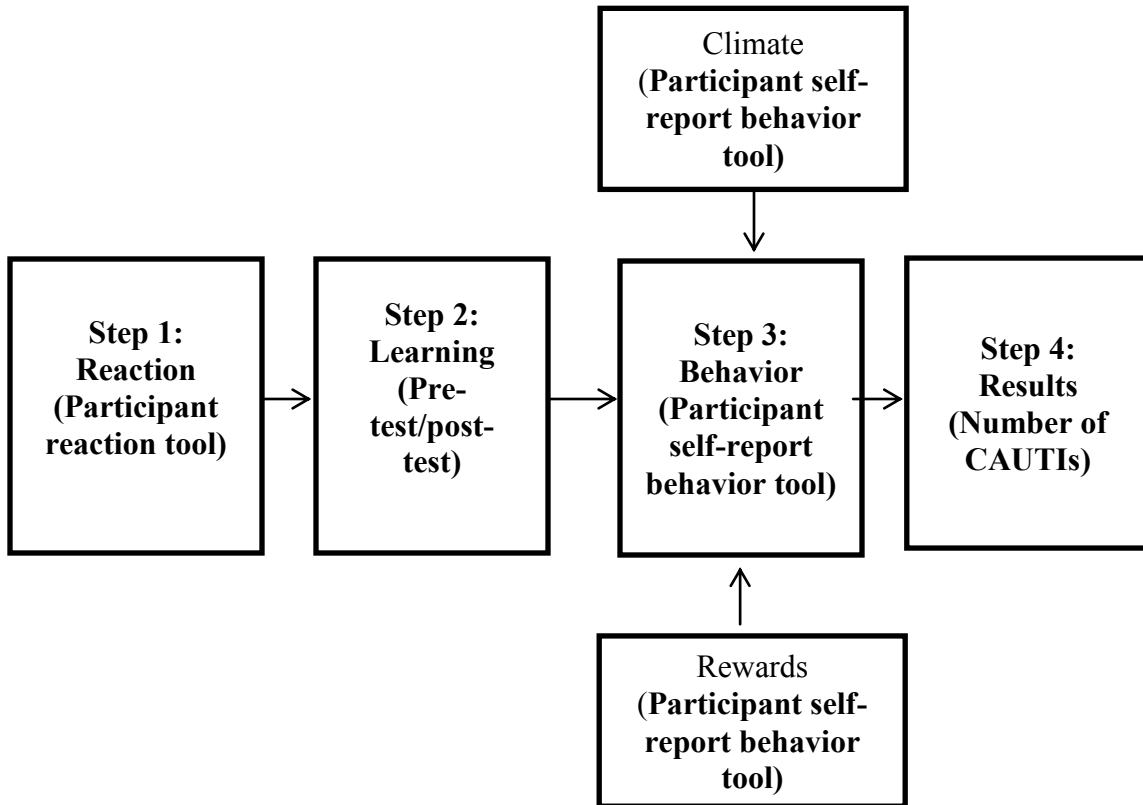 Climate
(Participant self-
report behavior
tool)
Step 1:
Reaction
(Participant
reaction tool)
Step 2:
Learning
(Pre-
test/post-
test)
Step 3:
Behavior
(Participant
self-report
behavior tool)
Step 4:
Results
(Number of
CAUTIs)
Rewards
(Participant self-
report behavior
tool)